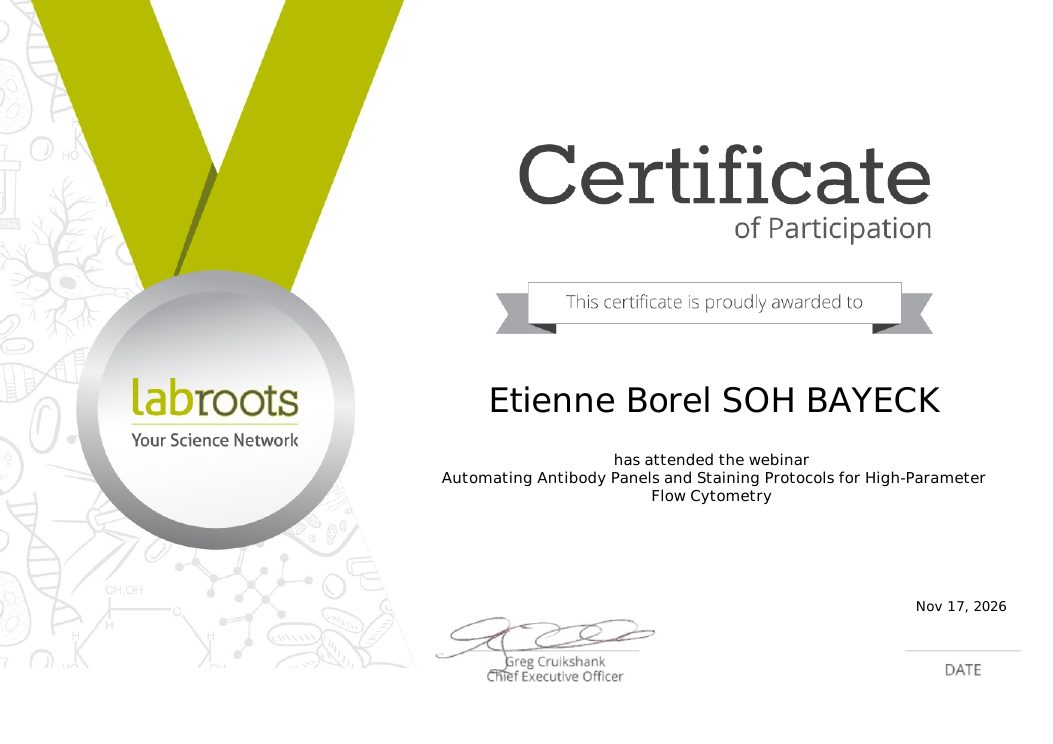 Certificate
of Participation
This certificate is proudly awarded to
labroots
Your Science Network
Etienne Borel SOH BAYECK
has attended the webinar
Automating Antibody Panels and Staining Protocols for High-Parameter
Flow Cytometry
Nov 17, 2026
Greg Cruikshank
Chief Executive Officer
DATE
HO
CH₂OH
O
H
H
H